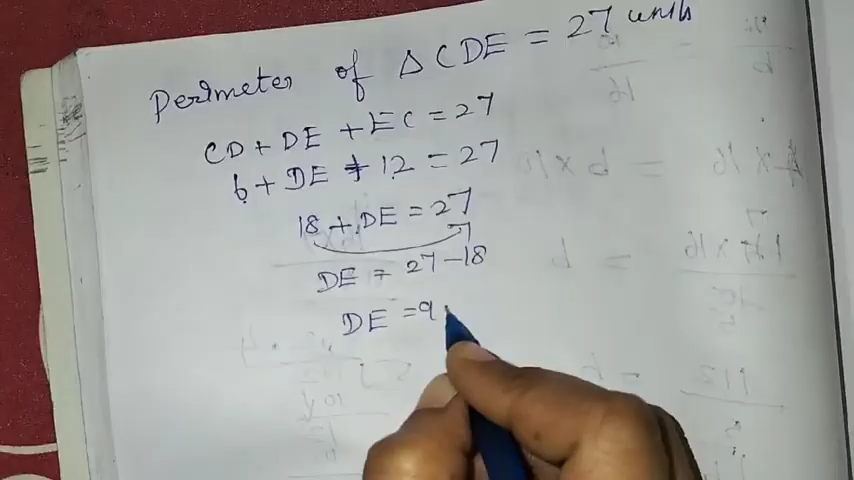 Perimeter of Δ CDE = 27 units
CD + DE + EC = 27
6 + DE + 12 = 27
18 + DE = 27
DE = 27 - 18
DE = 9